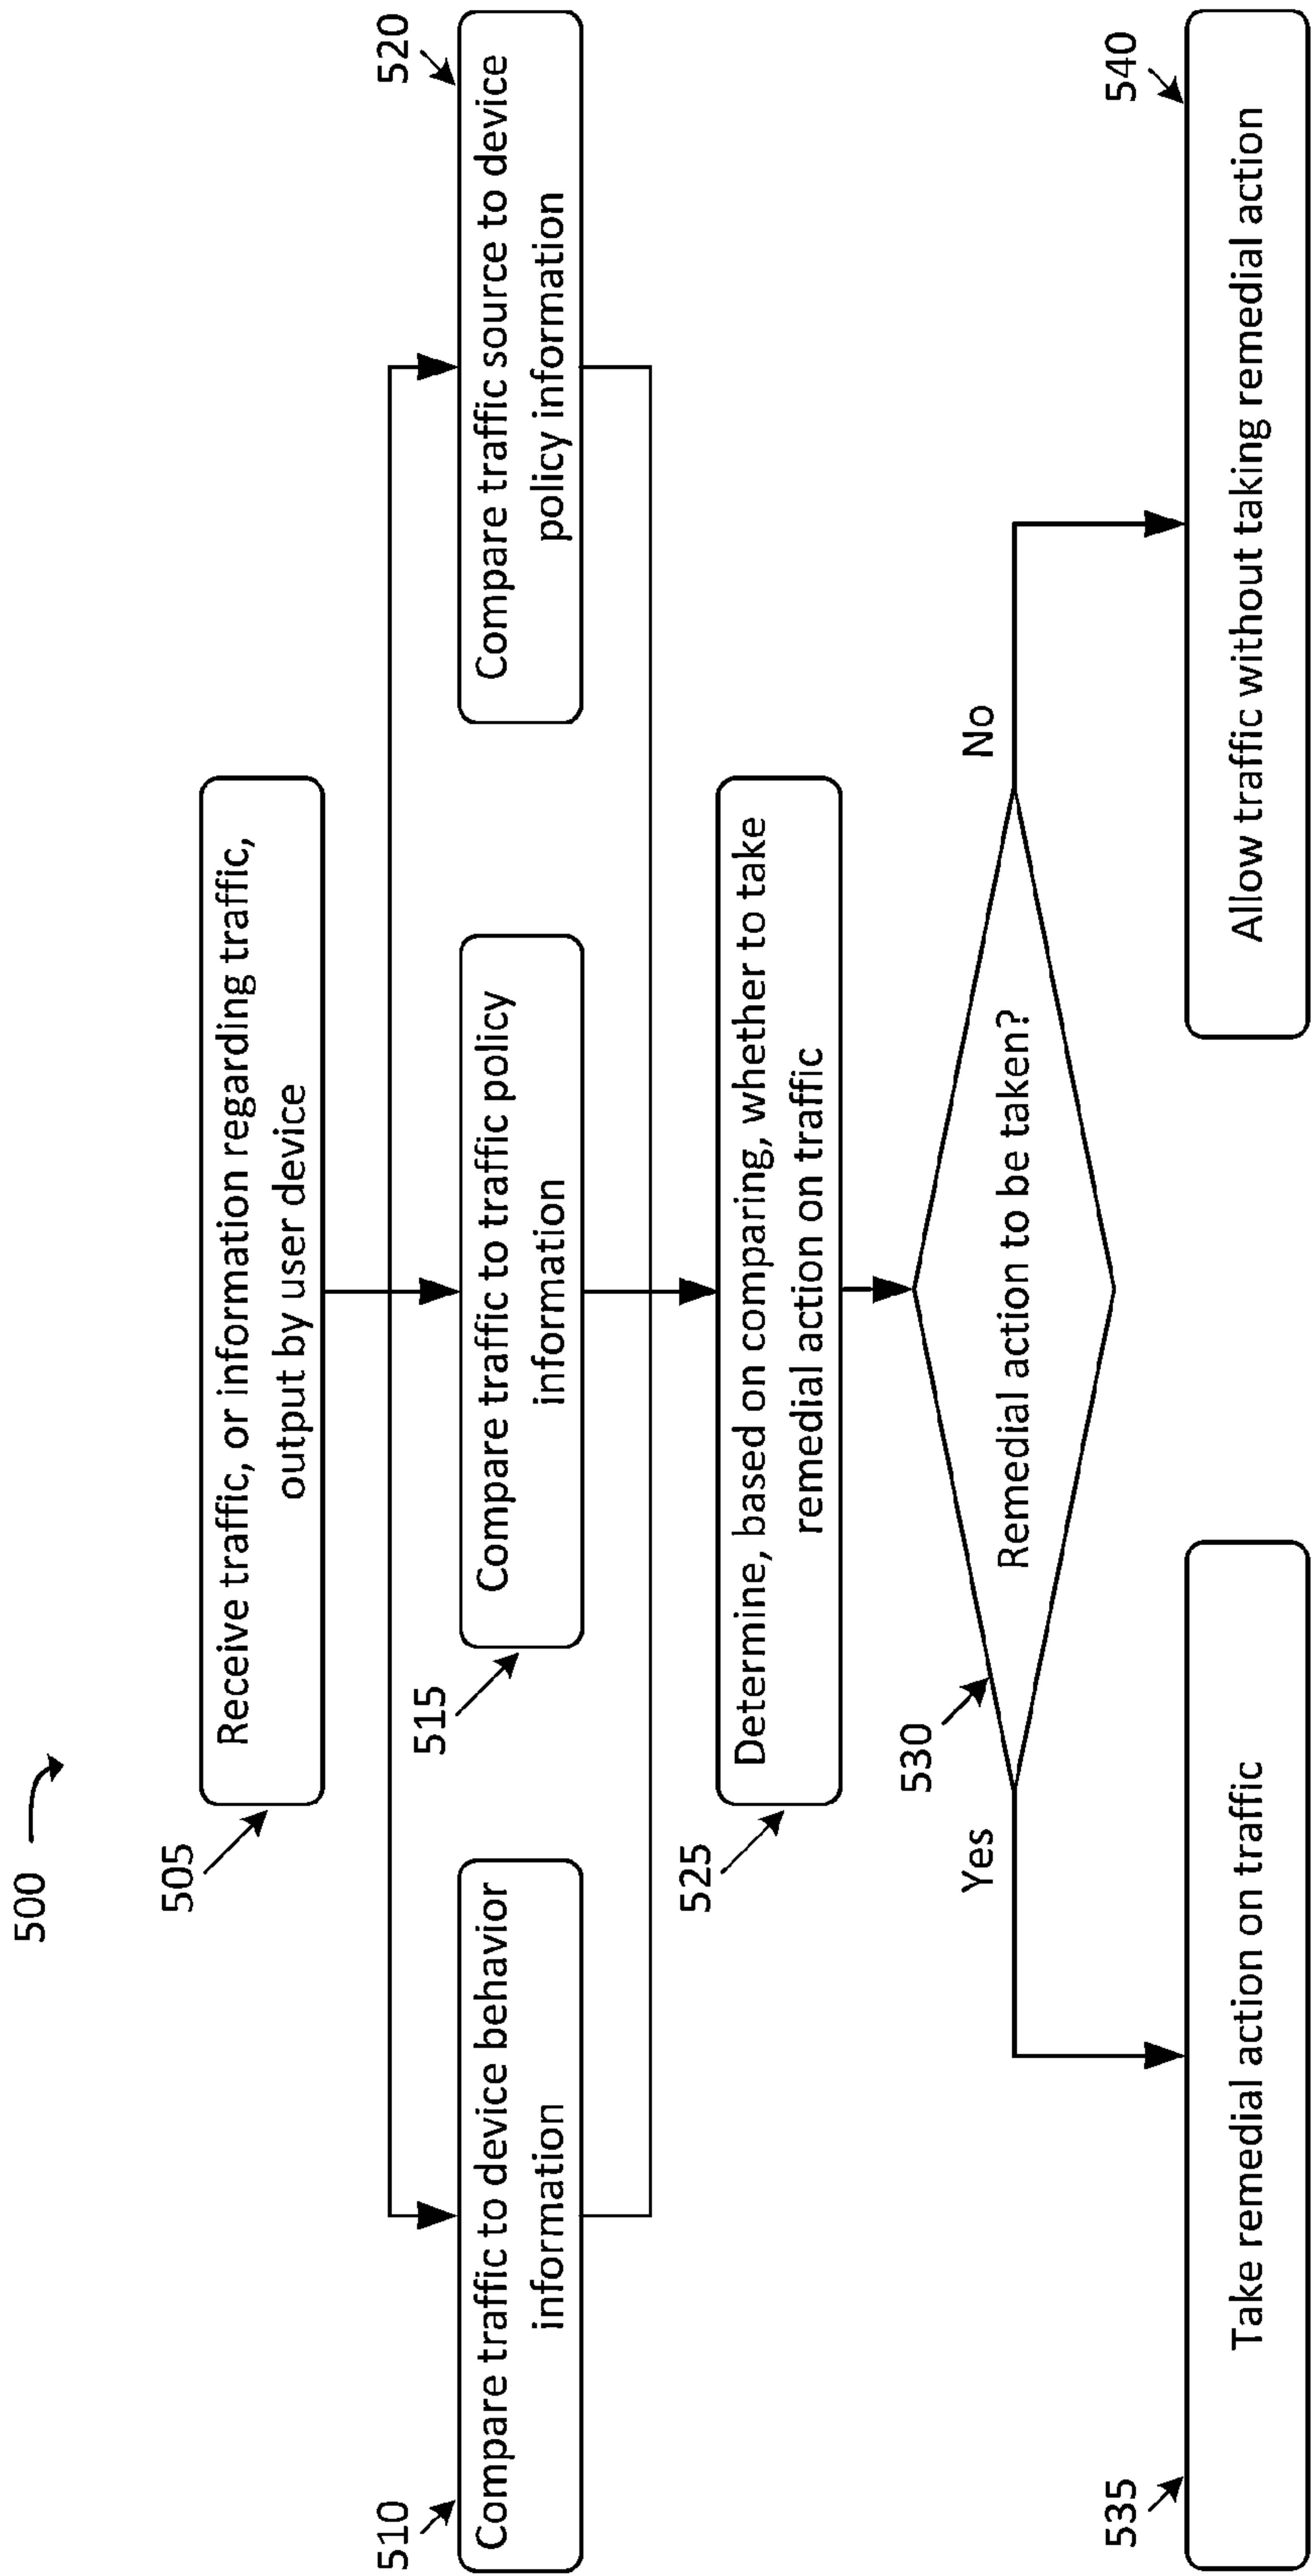 500
505
Receive traffic, or information regarding traffic,
output by user device
510
Compare traffic to device behavior
information
515
Compare traffic to traffic policy
information
520
Compare traffic source to device
policy information
525
Determine, based on comparing, whether to take
remedial action on traffic
530
Remedial action to be taken?
Yes
No
535
Take remedial action on traffic
540
Allow traffic without taking remedial action